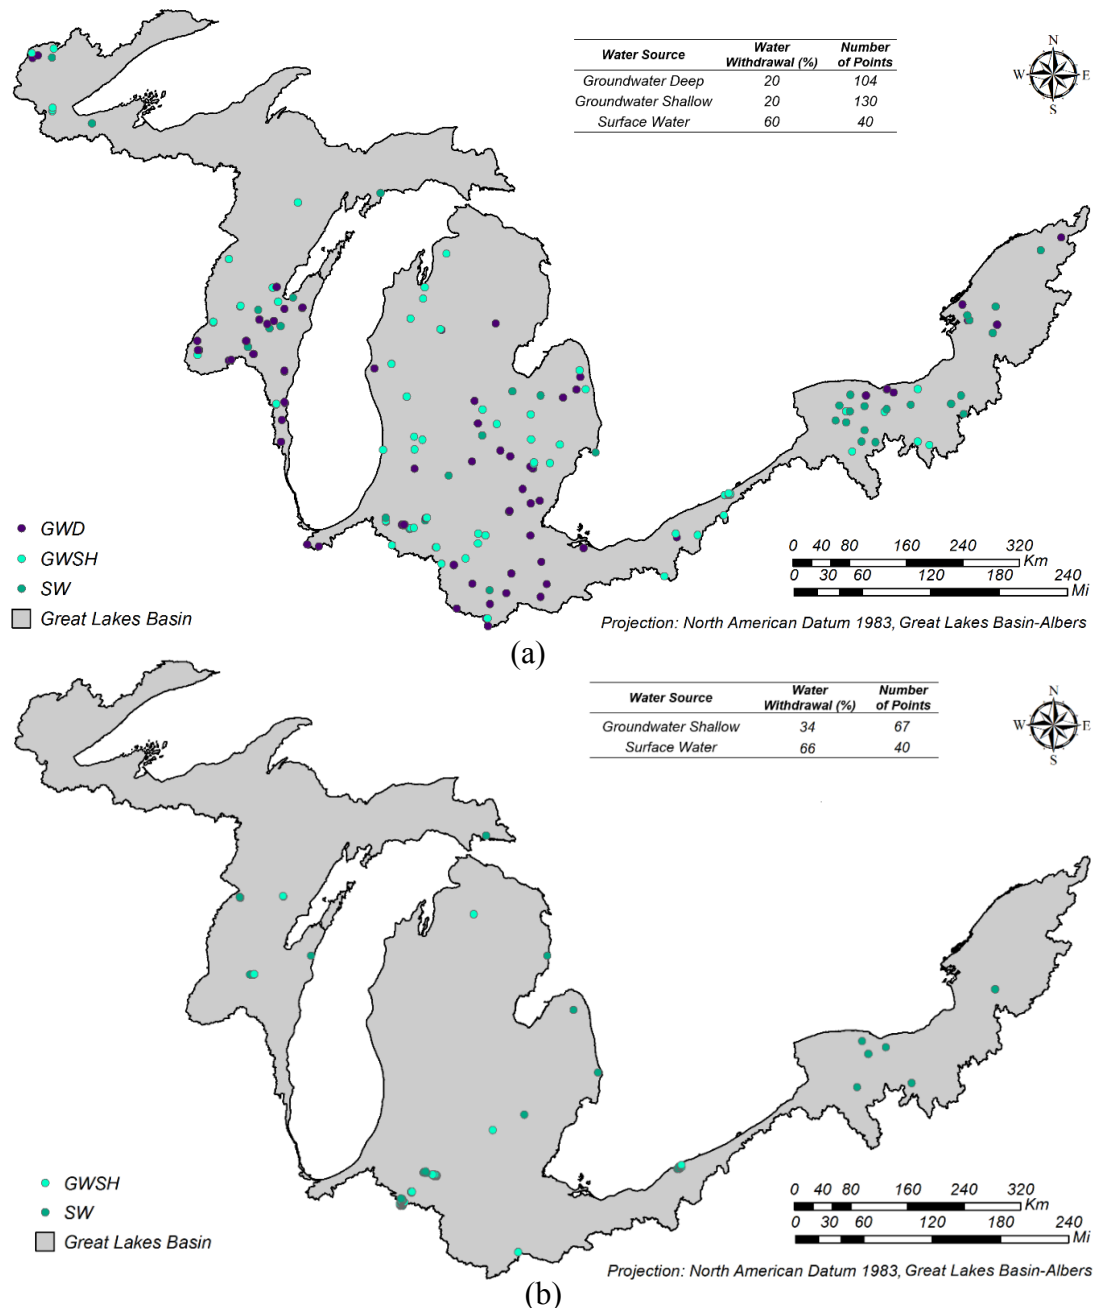 Water Source Water Withdrawal (%) Number of Points
Groundwater Deep 20 104
Groundwater Shallow 20 130
Surface Water 60 40
N
W E
S
GWD
GWSH
SW
Great Lakes Basin
0 40 80 160 240 320
Km
0 30 60 120 180 240
Mi
Projection: North American Datum 1983, Great Lakes Basin-Albers
(a)
Water Source Water Withdrawal (%) Number of Points
Groundwater Shallow 34 67
Surface Water 66 40
N
W E
S
GWSH
SW
Great Lakes Basin
0 40 80 160 240 320
Km
0 30 60 120 180 240
Mi
Projection: North American Datum 1983, Great Lakes Basin-Albers
(b)